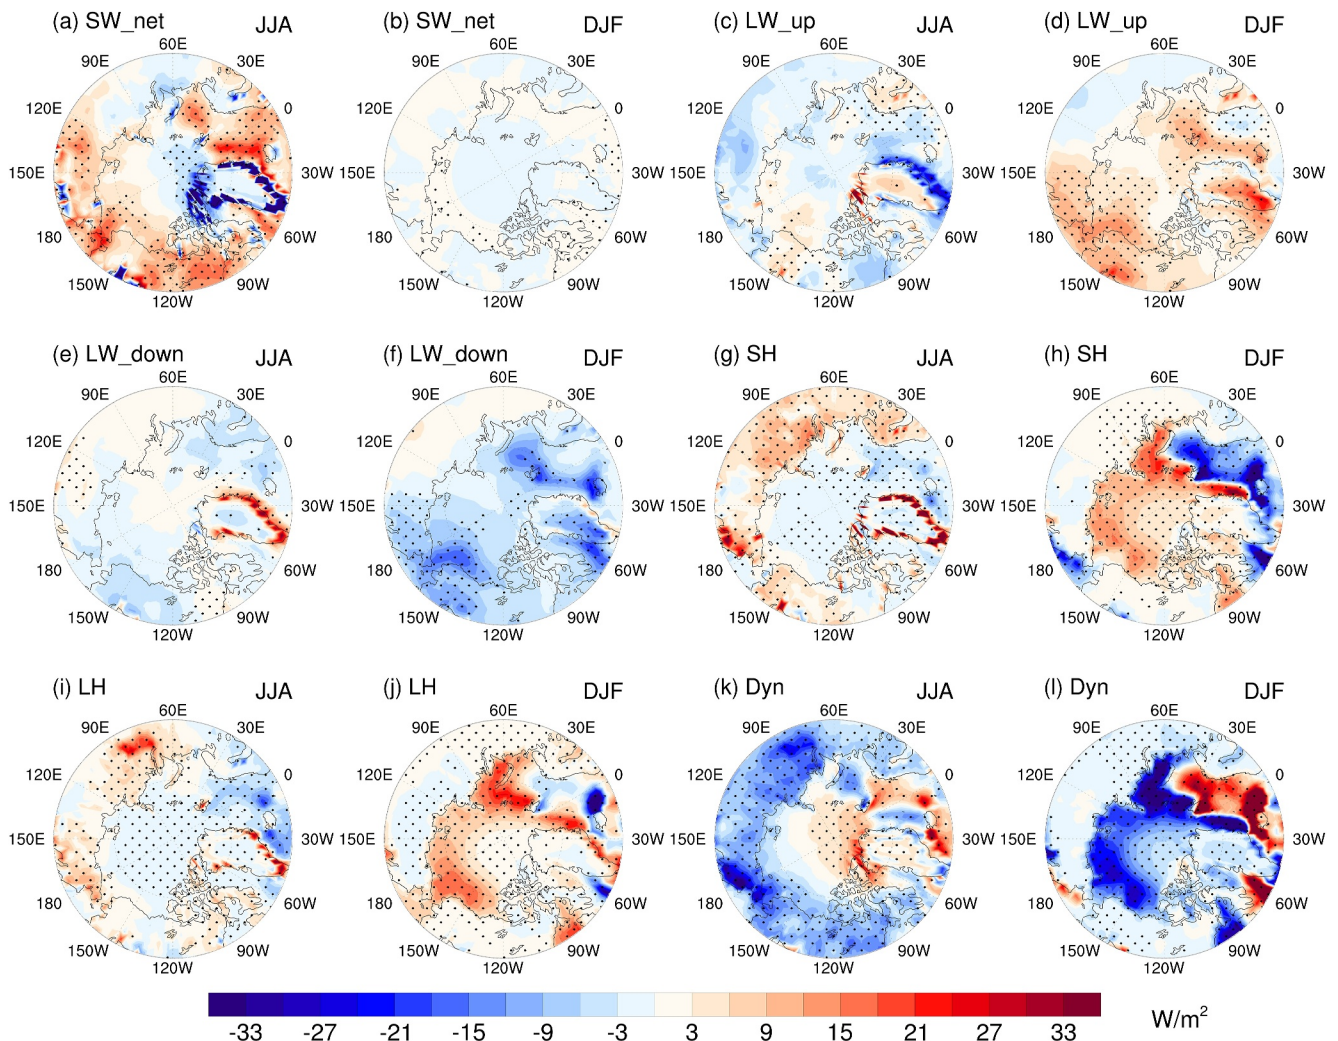 (a) SW_net JJA
(b) SW_net DJF
(c) LW_up JJA
(d) LW_up DJF
60E 60E 60E 60E
90E 30E 90E 30E 90E 30E 90E 30E
120E 0 120E 0 120E 0 120E 0
150E 30W 150E 30W 150E 30W 150E 30W
180 60W 180 60W 180 60W 180 60W
150W 90W 150W 90W 150W 90W 150W 90W
120W 120W 120W 120W
(e) LW_down JJA
(f) LW_down DJF
(g) SH JJA
(h) SH DJF
60E 60E 60E 60E
90E 30E 90E 30E 90E 30E 90E 30E
120E 0 120E 0 120E 0 120E 0
150E 30W 150E 30W 150E 30W 150E 30W
180 60W 180 60W 180 60W 180 60W
150W 90W 150W 90W 150W 90W 150W 90W
120W 120W 120W 120W
(i) LH JJA
(j) LH DJF
(k) Dyn JJA
(l) Dyn DJF
60E 60E 60E 60E
90E 30E 90E 30E 90E 30E 90E 30E
120E 0 120E 0 120E 0 120E 0
150E 30W 150E 30W 150E 30W 150E 30W
180 60W 180 60W 180 60W 180 60W
150W 90W 150W 90W 150W 90W 150W 90W
120W 120W 120W 120W
-33 -27 -21 -15 -9 -3 3 9 15 21 27 33 W/m²